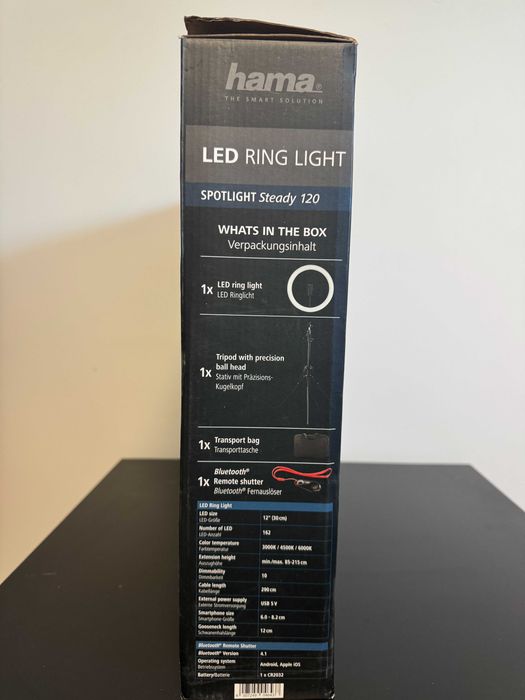 hama®
THE SMART SOLUTION
LED RING LIGHT
SPOTLIGHT Steady 120
WHATS IN THE BOX
Verpackungsinhalt
1x LED ring light
LED Ringlicht
1x Tripod with precision
ball head
Stativ mit Präzisions-
Kugelkopf
1x Transport bag
Transporttasche
1x Bluetooth®
Remote shutter
Bluetooth® Fernauslöser
LED Ring Light
LED size
LED-Größe 12" (30 cm)
Number of LED
LED-Anzahl 162
Color temperature
Farbtemperatur 3000K / 4500K / 6000K
Extension height
Auszughöhe min./max. 85-215 cm
Dimmability
Dimmbarkeit 10
Cable length
Kabellänge 290 cm
External power supply
Externe Stromversorgung USB 5 V
Smartphone size
Smartphone-Größe 6.0 - 8.2 cm
Gooseneck length
Schwanenhalslänge 12 cm
Bluetooth® Remote Shutter
Bluetooth® Version 4.1
Operating system
Betriebssystem Android, Apple iOS
Battery/Batterie 1 x CR2032